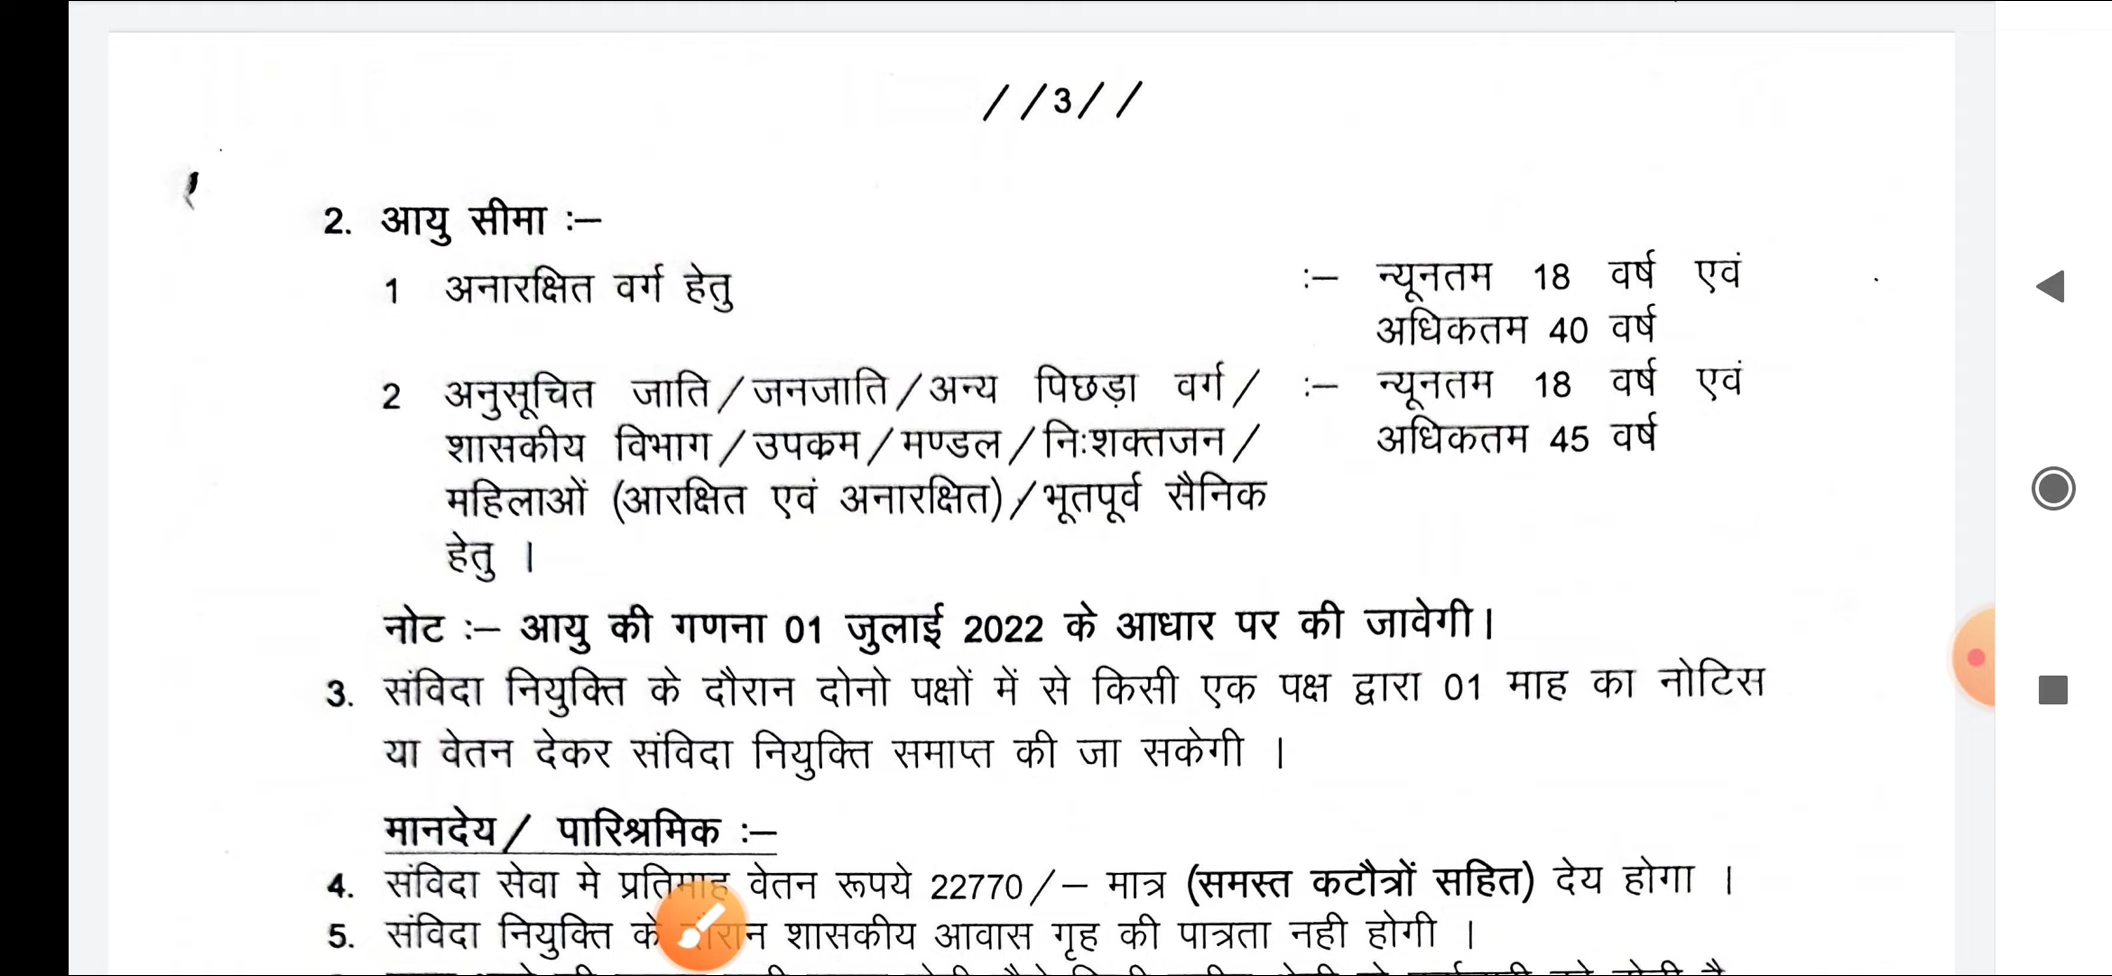 //3//
2. आयु सीमा :–
1 अनारक्षित वर्ग हेतु :– न्यूनतम 18 वर्ष एवं
अधिकतम 40 वर्ष
2 अनुसूचित जाति/जनजाति/अन्य पिछड़ा वर्ग/ :– न्यूनतम 18 वर्ष एवं
शासकीय विभाग/उपकम/मण्डल/निःशक्तजन/ अधिकतम 45 वर्ष
महिलाओं (आरक्षित एवं अनारक्षित)/भूतपूर्व सैनिक
हेतु ।
नोट :– आयु की गणना 01 जुलाई 2022 के आधार पर की जावेगी।
3. संविदा नियुक्ति के दौरान दोनो पक्षों में से किसी एक पक्ष द्वारा 01 माह का नोटिस
या वेतन देकर संविदा नियुक्ति समाप्त की जा सकेगी ।
मानदेय/ पारिश्रमिक :–
4. संविदा सेवा मे प्रतिमाह वेतन रूपये 22770/– मात्र (समस्त कटौत्रों सहित) देय होगा ।
5. संविदा नियुक्ति के दौरान शासकीय आवास गृह की पात्रता नही होगी ।